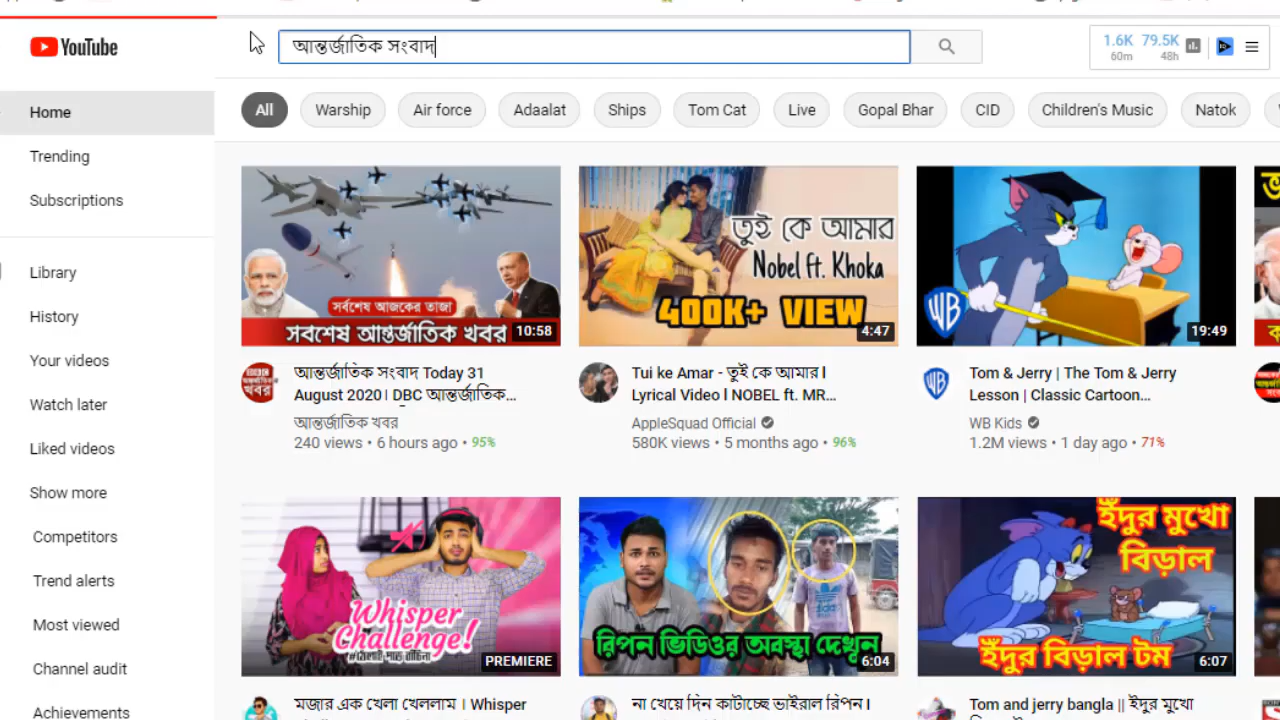 YouTube
আন্তর্জাতিক সংবাদ
1.6K 79.5K
60m 48h
Home
Trending
Subscriptions
Library
History
Your videos
Watch later
Liked videos
Show more
Competitors
Trend alerts
Most viewed
Channel audit
Achievements
All Warship Air force Adaalat Ships Tom Cat Live Gopal Bhar CID Children's Music Natok
সর্বশেষ আজকের তাজা
সবশেষ আন্তর্জাতিক খবর
10:58
আন্তর্জাতিক সংবাদ Today 31
August 2020। DBC আন্তর্জাতিক...
আন্তর্জাতিক খবর
240 views • 6 hours ago • 95%
তুই কে আমার
Nobel ft. Khoka
400K+ VIEW
4:47
Tui ke Amar - তুই কে আমার l
Lyrical Video l NOBEL ft. MR...
AppleSquad Official
580K views • 5 months ago • 96%
WB
19:49
Tom & Jerry | The Tom & Jerry
Lesson | Classic Cartoon...
WB Kids
1.2M views • 1 day ago • 71%
Whisper
Challenge!
PREMIERE
মজার এক খেলা খেললাম । Whisper
রিপন ভিডিওর অবস্থা দেখুন
6:04
না খেয়ে দিন কাটাচ্ছে ভাইরাল রিপন l
ইঁদুর মুখো
বিড়াল
ইঁদুর বিড়াল টম
6:07
Tom and jerry bangla || ইঁদুর মুখো